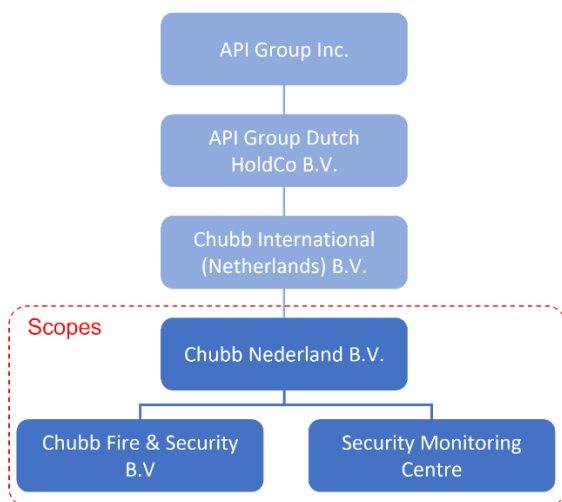 API Group Inc.
API Group Dutch
HoldCo B.V.
Chubb International
(Netherlands) B.V.
Scopes
Chubb Nederland B.V.
Chubb Fire & Security
B.V
Security Monitoring
Centre